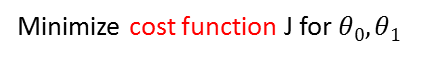 Minimize cost function J for θ₀,θ₁